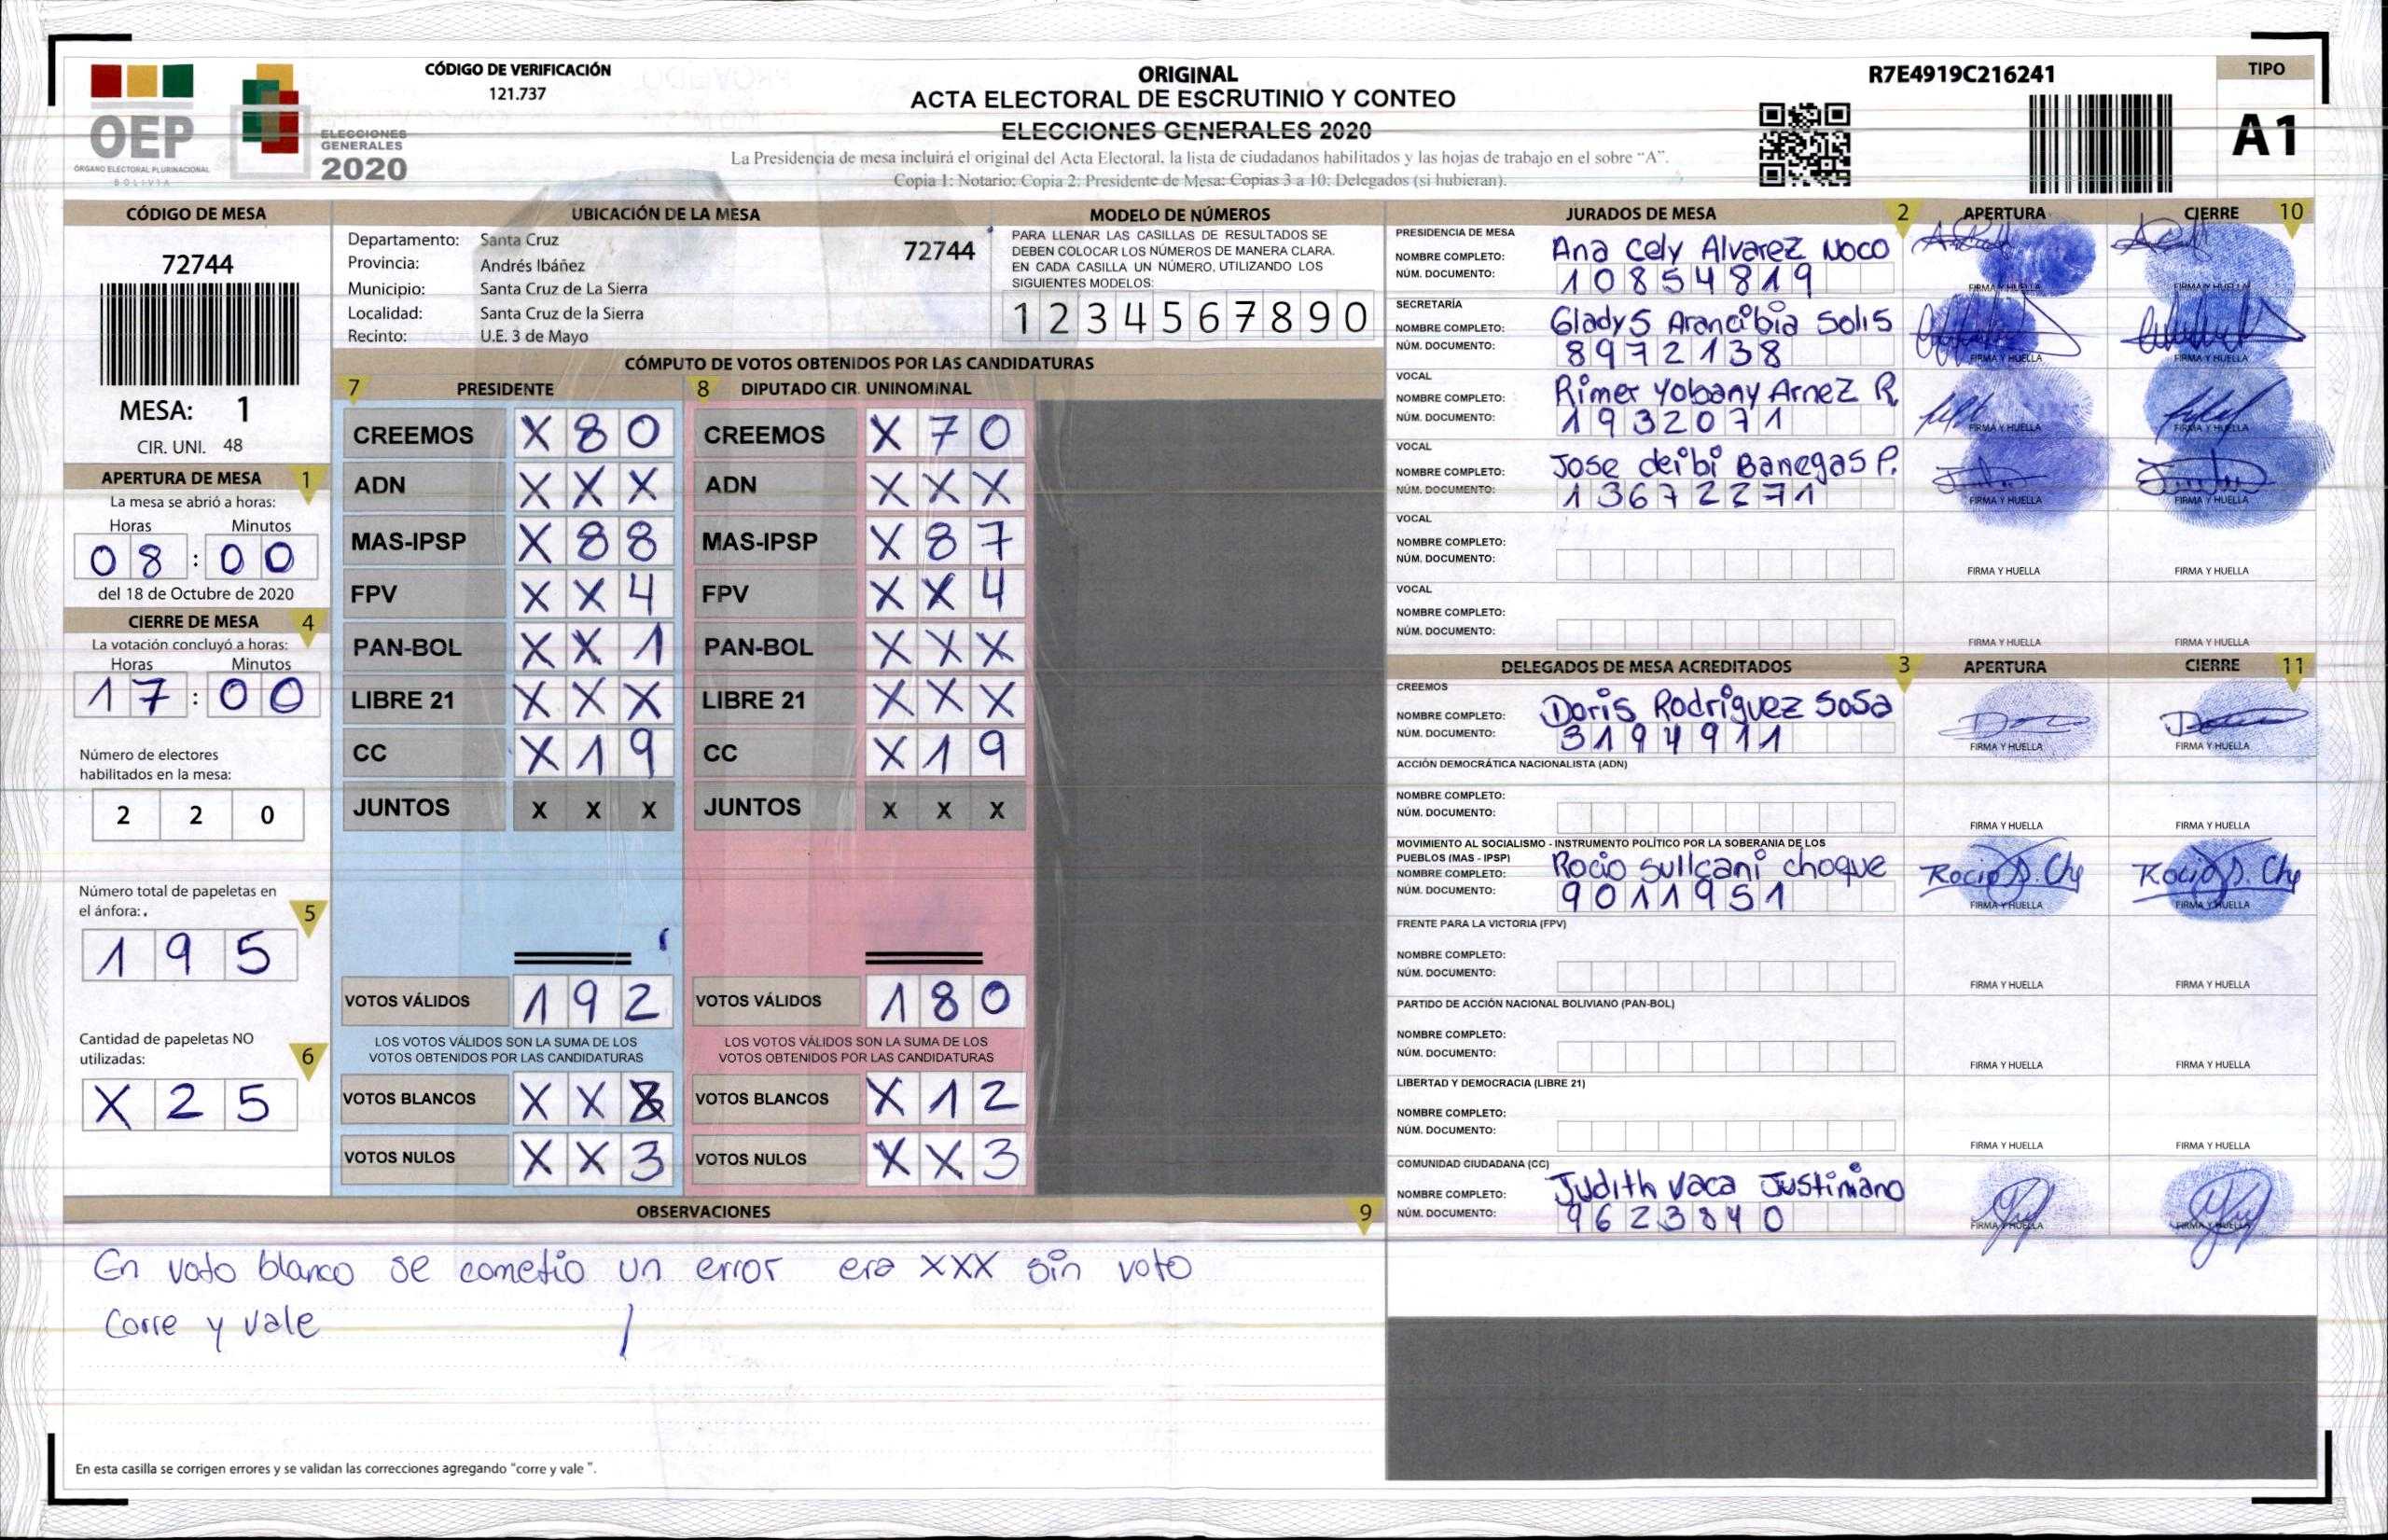 CÓDIGO DE VERIFICACIÓN
121.737
OEP
ÓRGANO ELECTORAL PLURINACIONAL
BOLIVIA
ELECCIONES
GENERALES
2020
ORIGINAL
ACTA ELECTORAL DE ESCRUTINIO Y CONTEO
ELECCIONES GENERALES 2020
La Presidencia de mesa incluirá el original del Acta Electoral, la lista de ciudadanos habilitados y las hojas de trabajo en el sobre “A”.
Copia 1: Notario; Copia 2: Presidente de Mesa; Copias 3 a 10: Delegados (si hubieran).
R7E4919C216241
TIPO
A1
CÓDIGO DE MESA
72744
MESA: 1
CIR. UNI. 48
APERTURA DE MESA 1
La mesa se abrió a horas:
Horas Minutos
08:00
del 18 de Octubre de 2020
CIERRE DE MESA 4
La votación concluyó a horas:
Horas Minutos
17:00
Número de electores
habilitados en la mesa:
2 2 0
Número total de papeletas en
el ánfora:
5
1 9 5
Cantidad de papeletas NO
utilizadas:
6
X 2 5
UBICACIÓN DE LA MESA
Departamento: Santa Cruz
72744
Provincia: Andrés Ibáñez
Municipio: Santa Cruz de La Sierra
Localidad: Santa Cruz de la Sierra
Recinto: U.E. 3 de Mayo
MODELO DE NÚMEROS
PARA LLENAR LAS CASILLAS DE RESULTADOS SE
DEBEN COLOCAR LOS NÚMEROS DE MANERA CLARA.
EN CADA CASILLA UN NÚMERO, UTILIZANDO LOS
SIGUIENTES MODELOS:
1 2 3 4 5 6 7 8 9 0
CÓMPUTO DE VOTOS OBTENIDOS POR LAS CANDIDATURAS
7 PRESIDENTE
CREEMOS X 8 0
ADN X X X
MAS-IPSP X 8 8
FPV X X 4
PAN-BOL X X 1
LIBRE 21 X X X
CC X 1 9
JUNTOS X X X
VOTOS VÁLIDOS 1 9 2
LOS VOTOS VÁLIDOS SON LA SUMA DE LOS
VOTOS OBTENIDOS POR LAS CANDIDATURAS
VOTOS BLANCOS X X
VOTOS NULOS X X 3
8 DIPUTADO CIR. UNINOMINAL
CREEMOS X 7 0
ADN X X X
MAS-IPSP X 8 7
FPV X X 4
PAN-BOL X X X
LIBRE 21 X X X
CC X 1 9
JUNTOS X X X
VOTOS VÁLIDOS 1 8 0
LOS VOTOS VÁLIDOS SON LA SUMA DE LOS
VOTOS OBTENIDOS POR LAS CANDIDATURAS
VOTOS BLANCOS X 1 2
VOTOS NULOS X X 3
OBSERVACIONES 9
En voto blanco se cometio un error era XXX sin voto
Corre y vale
En esta casilla se corrigen errores y se validan las correcciones agregando "corre y vale ".
JURADOS DE MESA 2 APERTURA CIERRE 10
PRESIDENCIA DE MESA
NOMBRE COMPLETO: Ana Cely Alvarez Noco
NÚM. DOCUMENTO: 10854819
FIRMA Y HUELLA FIRMA Y HUELLA
SECRETARÍA
NOMBRE COMPLETO: Gladys Arancibia Solis
NÚM. DOCUMENTO: 8972138
FIRMA Y HUELLA FIRMA Y HUELLA
VOCAL
NOMBRE COMPLETO: Rimer Yobany Arnez R.
NÚM. DOCUMENTO: 1932071
FIRMA Y HUELLA FIRMA Y HUELLA
VOCAL
NOMBRE COMPLETO: Jose deibi Banegas P.
NÚM. DOCUMENTO: 13672271
FIRMA Y HUELLA FIRMA Y HUELLA
VOCAL
NOMBRE COMPLETO:
NÚM. DOCUMENTO:
FIRMA Y HUELLA FIRMA Y HUELLA
VOCAL
NOMBRE COMPLETO:
NÚM. DOCUMENTO:
FIRMA Y HUELLA FIRMA Y HUELLA
DELEGADOS DE MESA ACREDITADOS 3 APERTURA CIERRE 11
CREEMOS
NOMBRE COMPLETO: Doris Rodriguez Sosa
NÚM. DOCUMENTO: 3194911
FIRMA Y HUELLA FIRMA Y HUELLA
ACCIÓN DEMOCRÁTICA NACIONALISTA (ADN)
NOMBRE COMPLETO:
NÚM. DOCUMENTO:
FIRMA Y HUELLA FIRMA Y HUELLA
MOVIMIENTO AL SOCIALISMO - INSTRUMENTO POLÍTICO POR LA SOBERANIA DE LOS
PUEBLOS (MAS - IPSP)
NOMBRE COMPLETO: Rocio sullcani choque
NÚM. DOCUMENTO: 9011951
Rocio S. Chq Rocio S. Chq
FIRMA Y HUELLA FIRMA Y HUELLA
FRENTE PARA LA VICTORIA (FPV)
NOMBRE COMPLETO:
NÚM. DOCUMENTO:
FIRMA Y HUELLA FIRMA Y HUELLA
PARTIDO DE ACCIÓN NACIONAL BOLIVIANO (PAN-BOL)
NOMBRE COMPLETO:
NÚM. DOCUMENTO:
FIRMA Y HUELLA FIRMA Y HUELLA
LIBERTAD Y DEMOCRACIA (LIBRE 21)
NOMBRE COMPLETO:
NÚM. DOCUMENTO:
FIRMA Y HUELLA FIRMA Y HUELLA
COMUNIDAD CIUDADANA (CC)
NOMBRE COMPLETO: Judith Vaca Justiniano
NÚM. DOCUMENTO: 9623840
FIRMA Y HUELLA FIRMA Y HUELLA